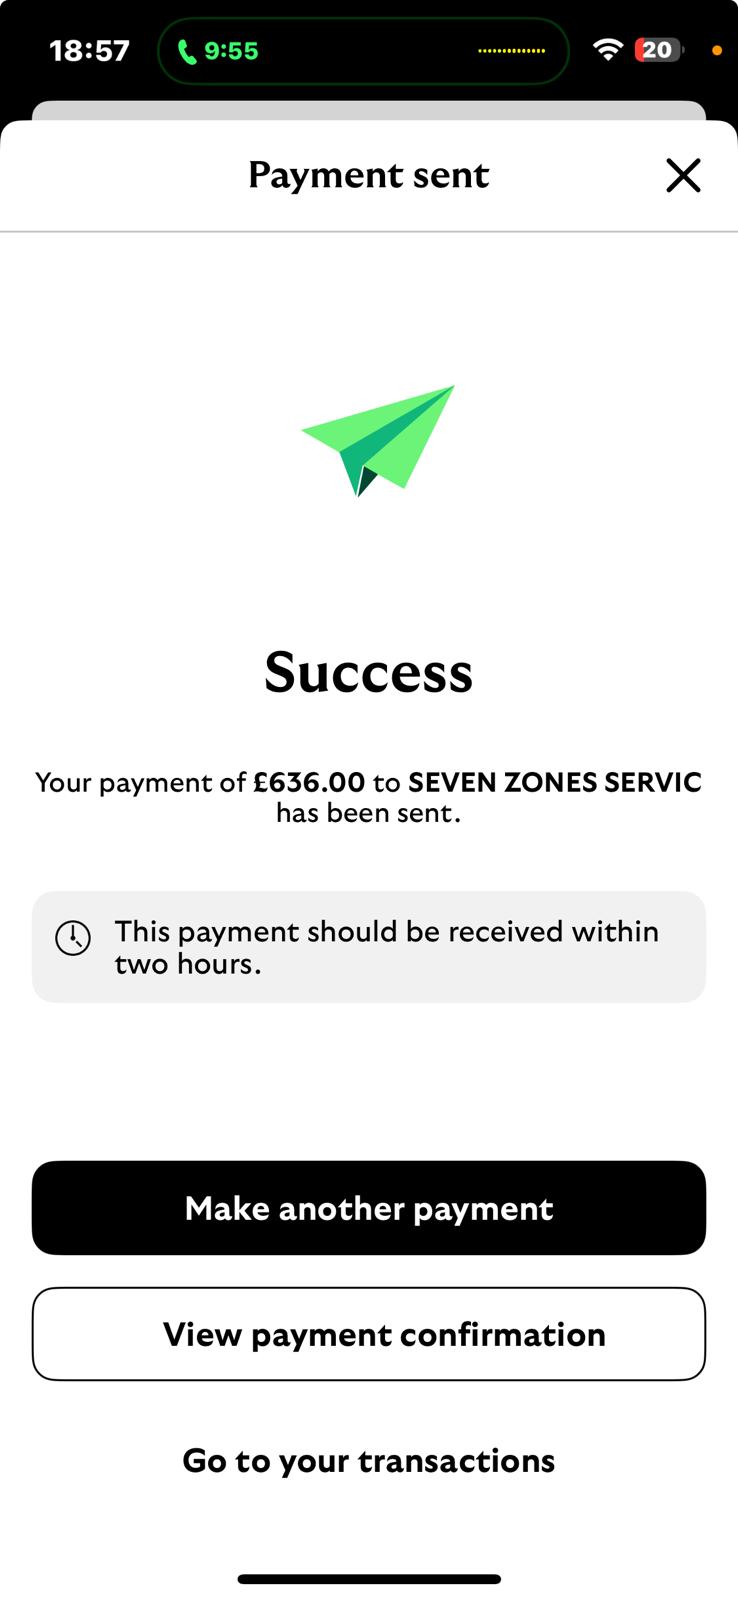 18:57
9:55
20
Payment sent
Success
Your payment of £636.00 to SEVEN ZONES SERVIC
has been sent.
This payment should be received within
two hours.
Make another payment
View payment confirmation
Go to your transactions